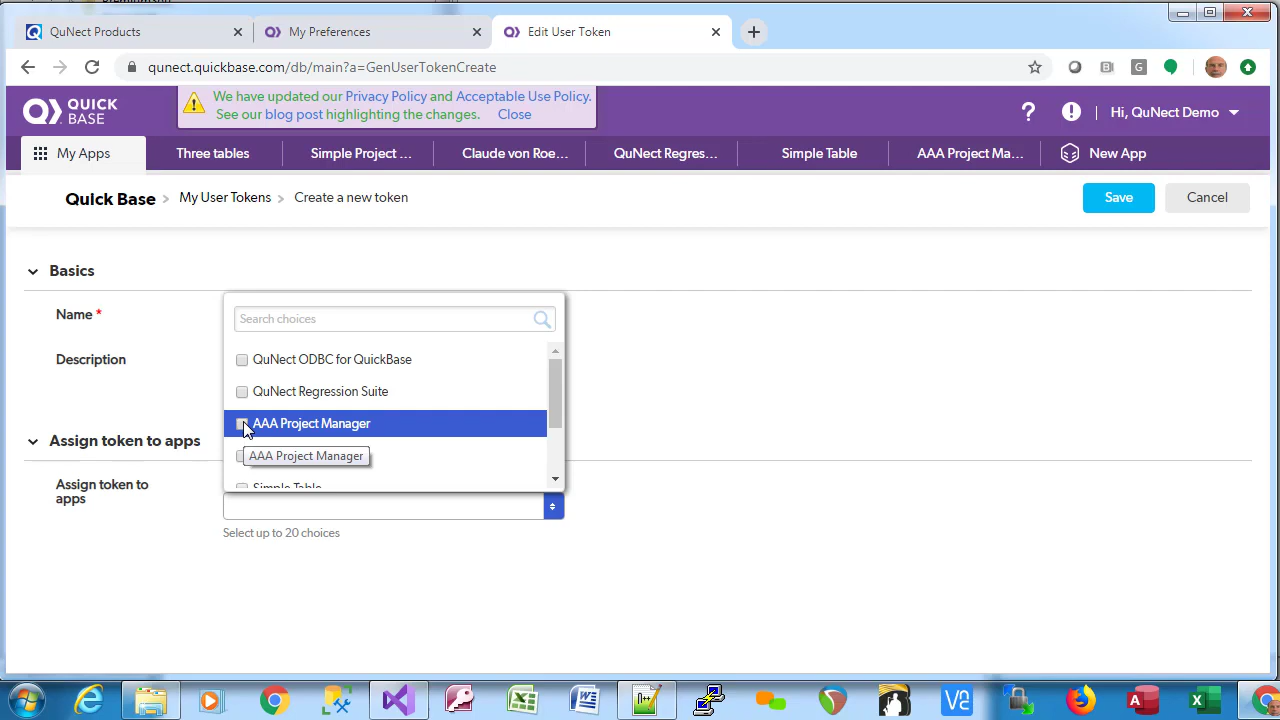 QuNect Products
My Preferences
Edit User Token
qunect.quickbase.com/db/main?a=GenUserTokenCreate
We have updated our Privacy Policy and Acceptable Use Policy.
See our blog post highlighting the changes. Close
QUICK
BASE
Hi, QuNect Demo
My Apps
Three tables
Simple Project ...
Claude von Roe...
QuNect Regres...
Simple Table
AAA Project Ma...
New App
Quick Base > My User Tokens > Create a new token
Save
Cancel
Basics
Name *
Description
Search choices
QuNect ODBC for QuickBase
QuNect Regression Suite
AAA Project Manager
AAA Project Manager
Simple Table
Assign token to apps
Assign token to
apps
Select up to 20 choices